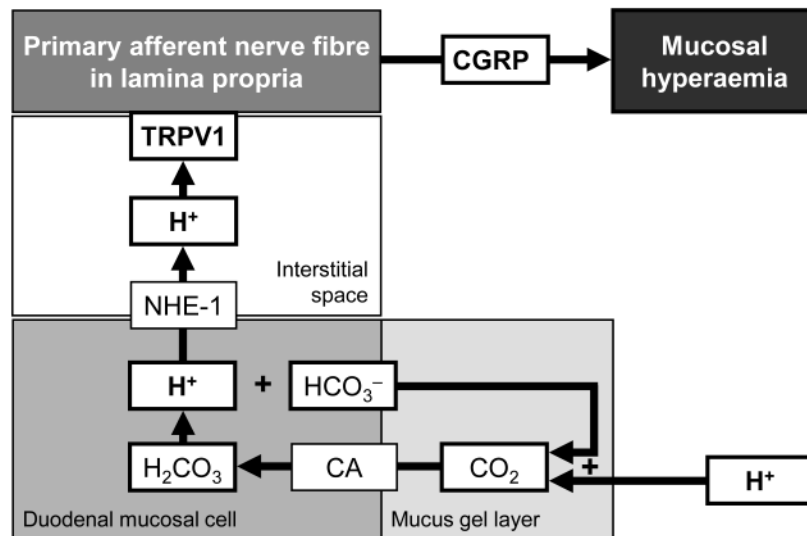 Primary afferent nerve fibre
in lamina propria
CGRP
Mucosal
hyperaemia
TRPV1
H⁺
Interstitial
space
NHE-1
H⁺
+
HCO₃⁻
H₂CO₃
CA
CO₂
+
H⁺
Duodenal mucosal cell
Mucus gel layer